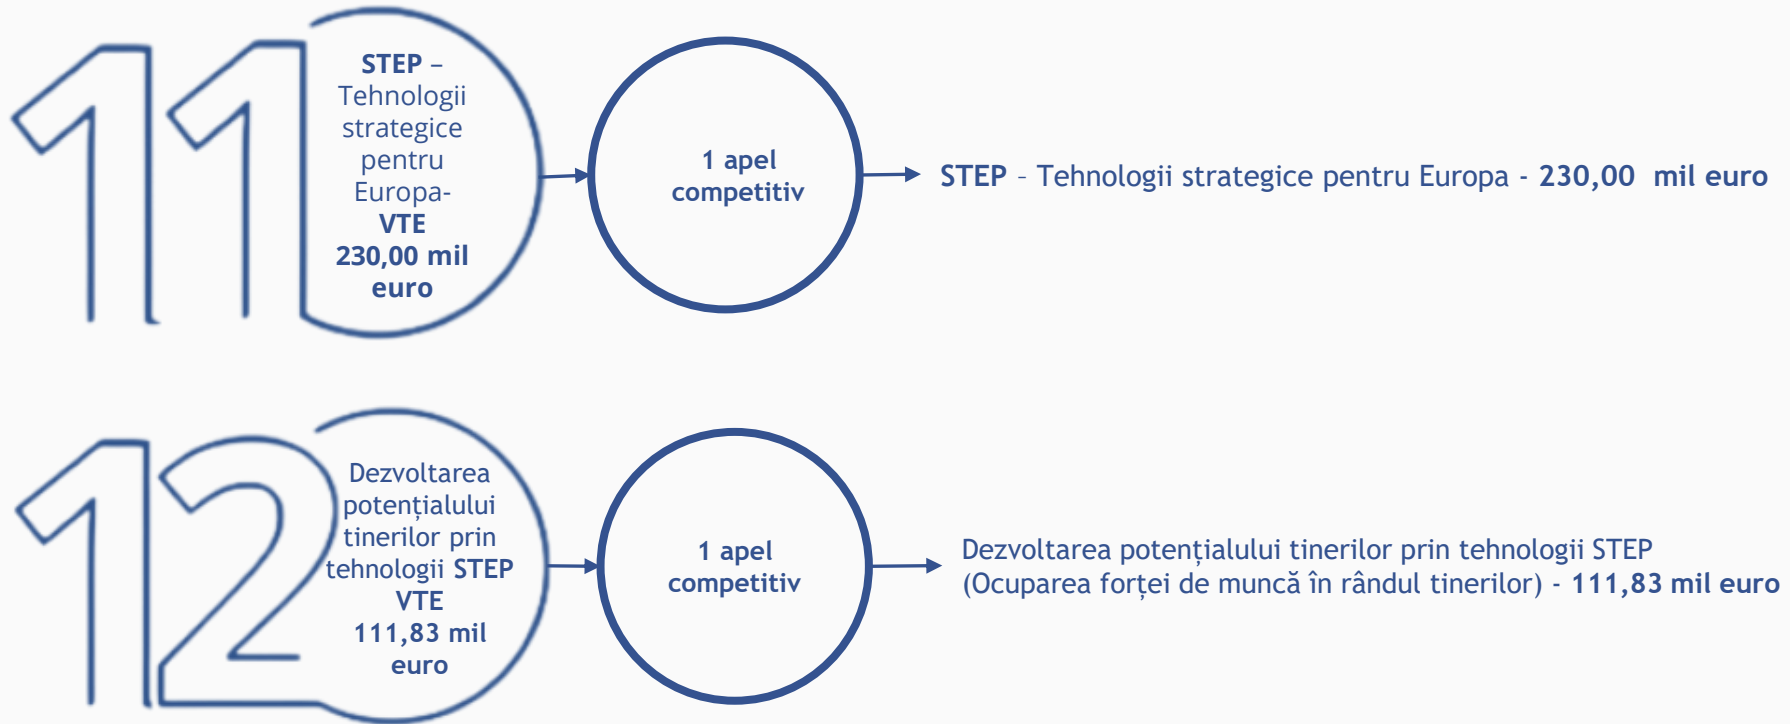 11
STEP –
Tehnologii
strategice
pentru
Europa-
VTE
230,00 mil
euro
1 apel
competitiv
STEP – Tehnologii strategice pentru Europa - 230,00 mil euro
12
Dezvoltarea
potențialului
tinerilor prin
tehnologii STEP
VTE
111,83 mil
euro
1 apel
competitiv
Dezvoltarea potențialului tinerilor prin tehnologii STEP
(Ocuparea forței de muncă în rândul tinerilor) - 111,83 mil euro